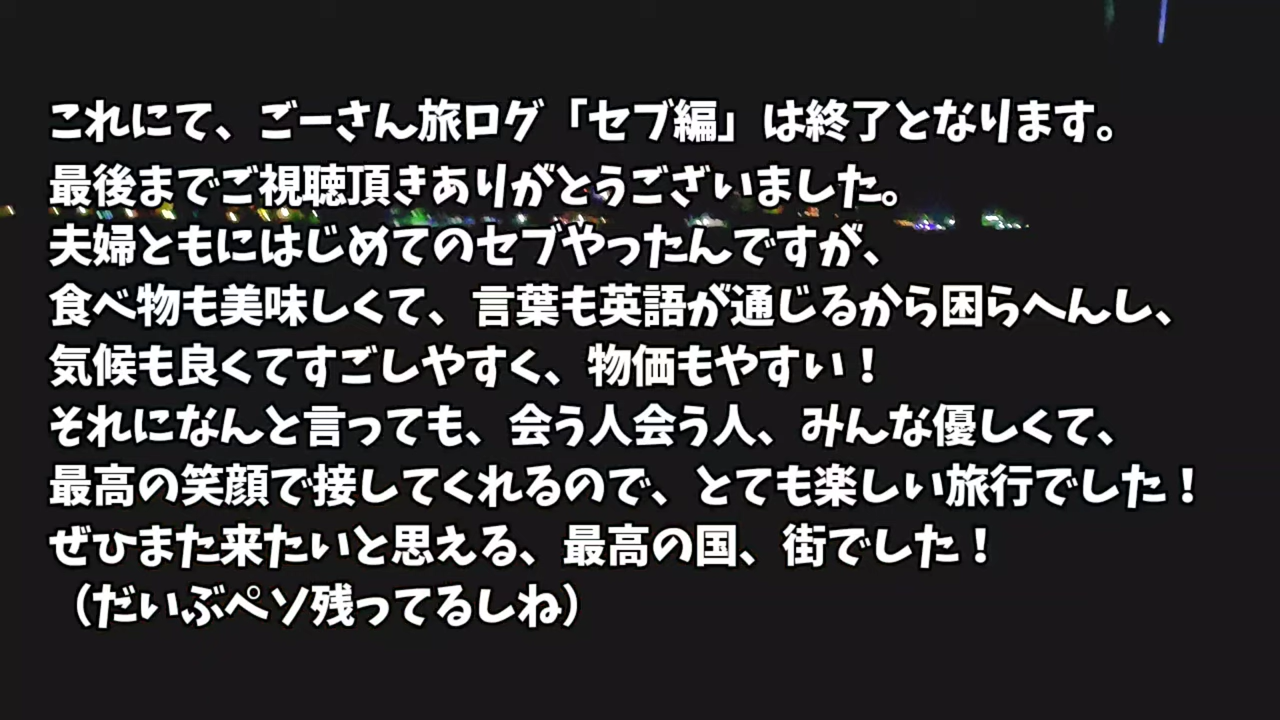 これにて、ごーさん旅ログ「セブ編」は終了となります。
最後までご視聴頂きありがとうございました。
夫婦ともにはじめてのセブやったんですが、
食べ物も美味しくて、言葉も英語が通じるから困らへんし、
気候も良くてすごしやすく、物価もやすい！
それになんと言っても、会う人会う人、みんな優しくて、
最高の笑顔で接してくれるので、とても楽しい旅行でした！
ぜひまた来たいと思える、最高の国、街でした！
（だいぶペソ残ってるしね）